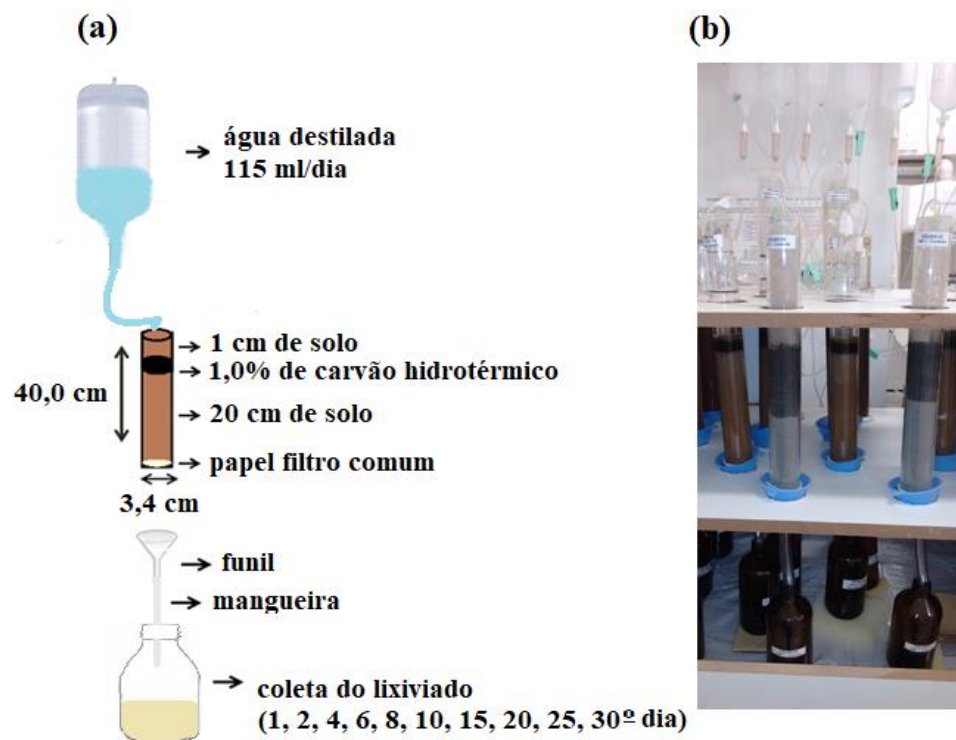 (a)
(b)
água destilada
115 ml/dia
1 cm de solo
1,0% de carvão hidrotérmico
40,0 cm
20 cm de solo
papel filtro comum
3,4 cm
funil
mangueira
coleta do lixiviado
(1, 2, 4, 6, 8, 10, 15, 20, 25, 30º dia)